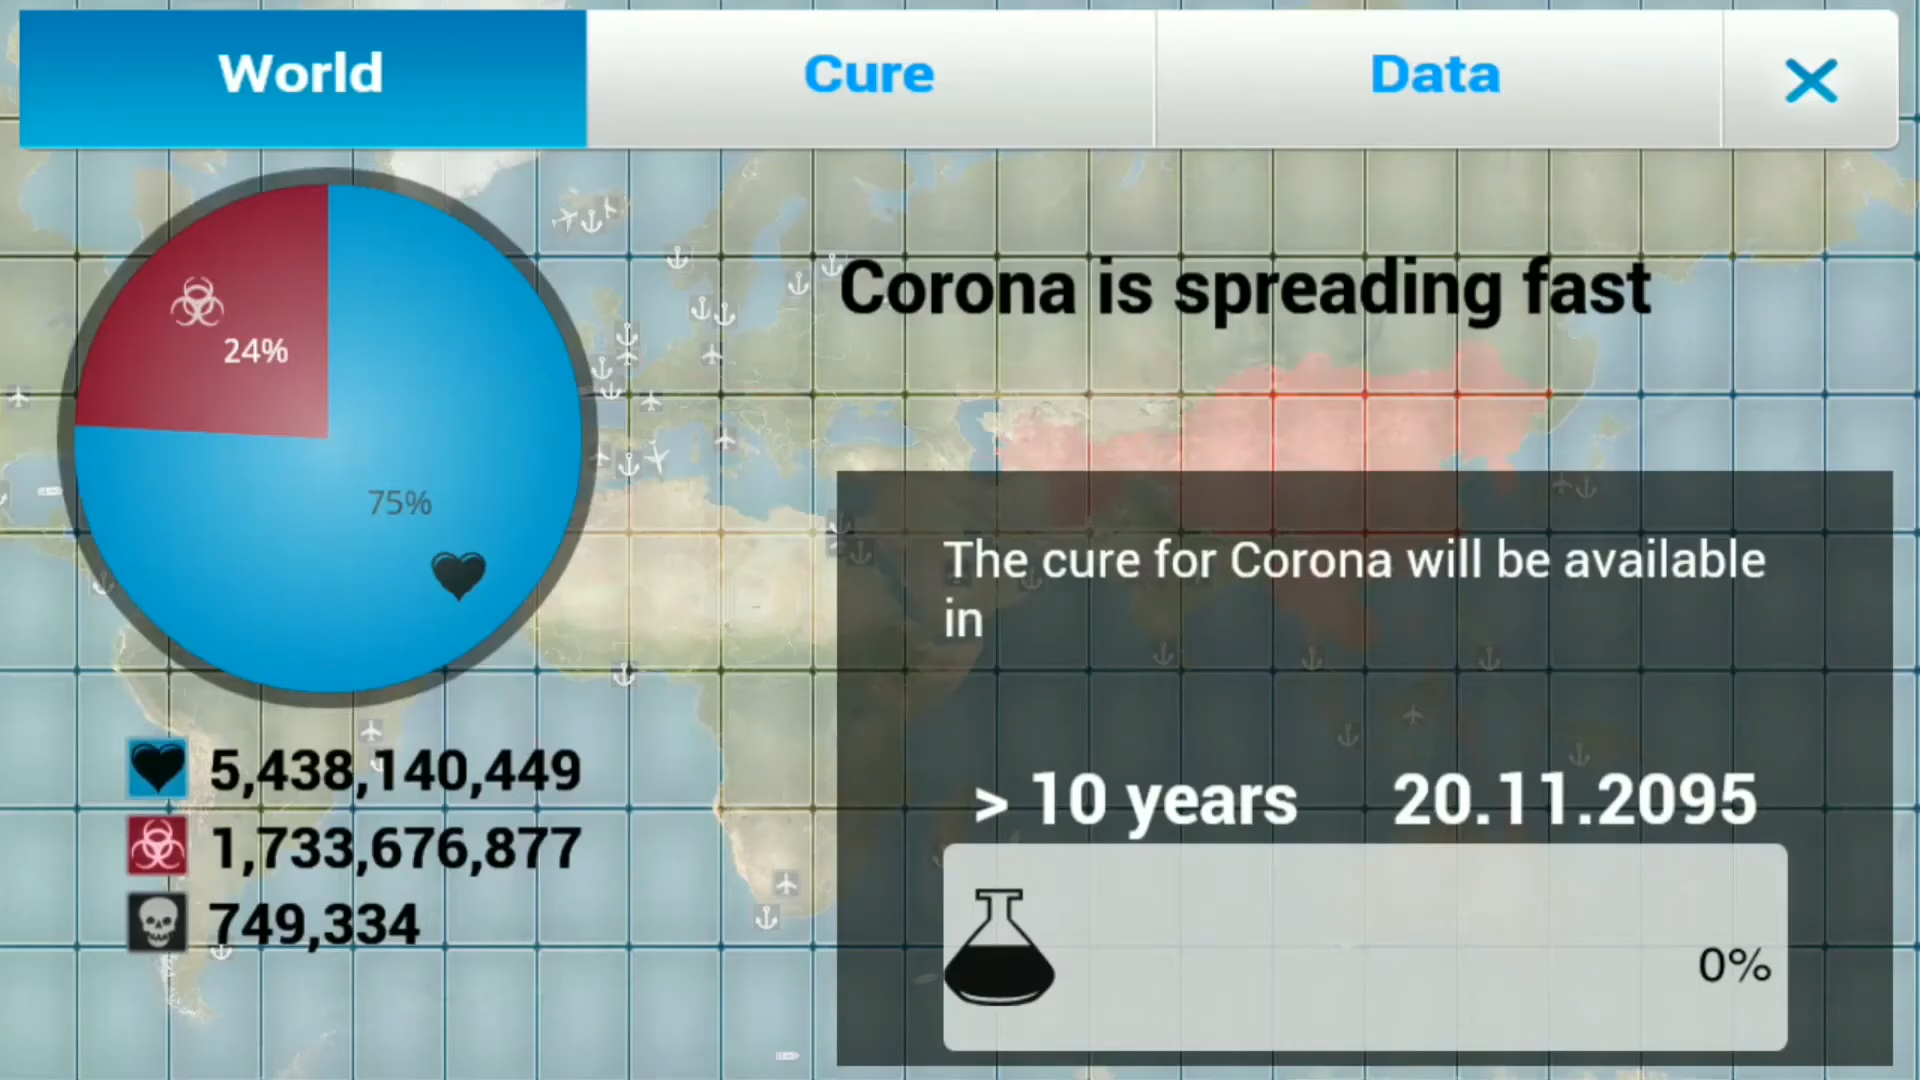 World
Cure
Data
24%
75%
5,438,140,449
1,733,676,877
749,334
Corona is spreading fast
The cure for Corona will be available
in
> 10 years 20.11.2095
0%